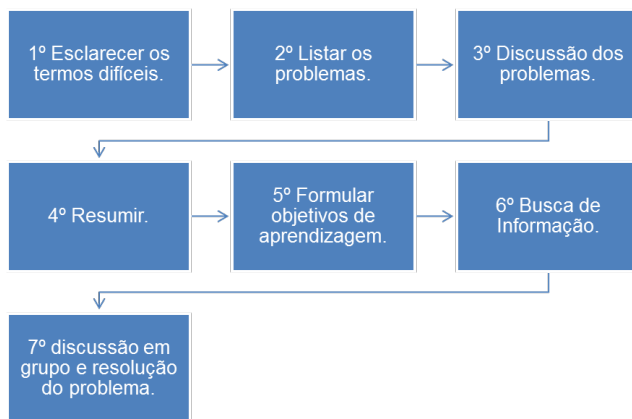 1º Esclarecer os
termos difíceis.
2º Listar os
problemas.
3º Discussão dos
problemas.
4º Resumir.
5º Formular
objetivos de
aprendizagem.
6º Busca de
Informação.
7º discussão em
grupo e resolução
do problema.